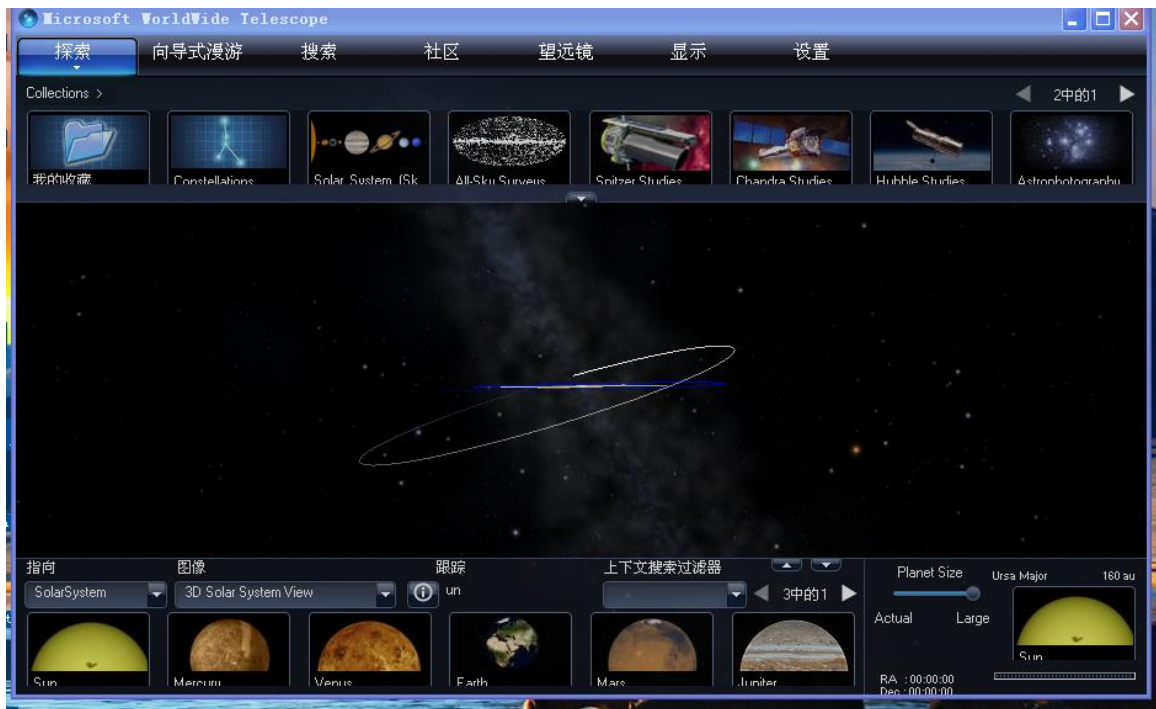 Microsoft WorldWide Telescope
探索 向导式漫游 搜索 社区 望远镜 显示 设置
Collections > 2中的1
我的收藏 Constellations Solar System (Sk All-Sky Surveys Spitzer Studies Chandra Studies Hubble Studies Astrophotography
指向 图像 跟踪 上下文搜索过滤器
SolarSystem 3D Solar System View un 3中的1
Planet Size Ursa Major 160 au
Actual Large
Sun Mercury Venus Earth Mars Jupiter Sun
RA : 00:00:00
Dec : 00:00:00